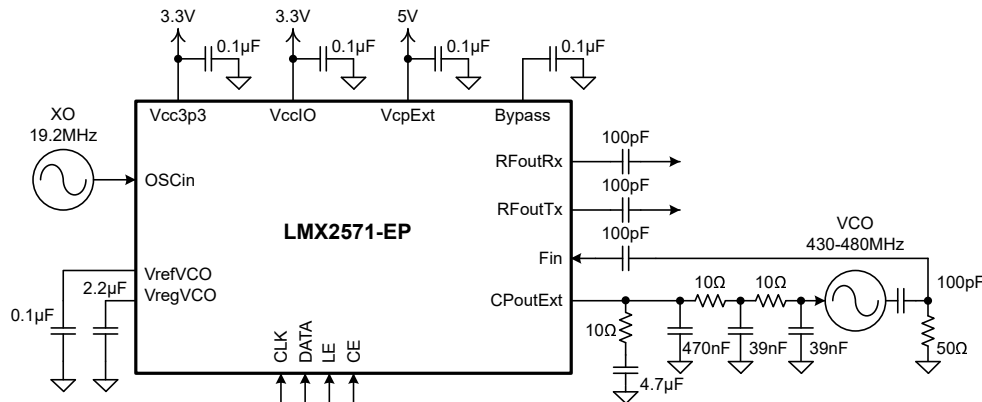 3.3V
3.3V
5V
0.1µF
0.1µF
0.1µF
0.1µF
Vcc3p3
VccIO
VcpExt
Bypass
XO
19.2MHz
OSCin
LMX2571-EP
100pF
RFoutRx
100pF
RFoutTx
100pF
Fin
VCO
430-480MHz
VrefVCO
VregVCO
2.2µF
0.1µF
CPoutExt
10Ω
10Ω
100pF
10Ω
470nF
39nF
39nF
50Ω
4.7µF
CLK
DATA
LE
CE